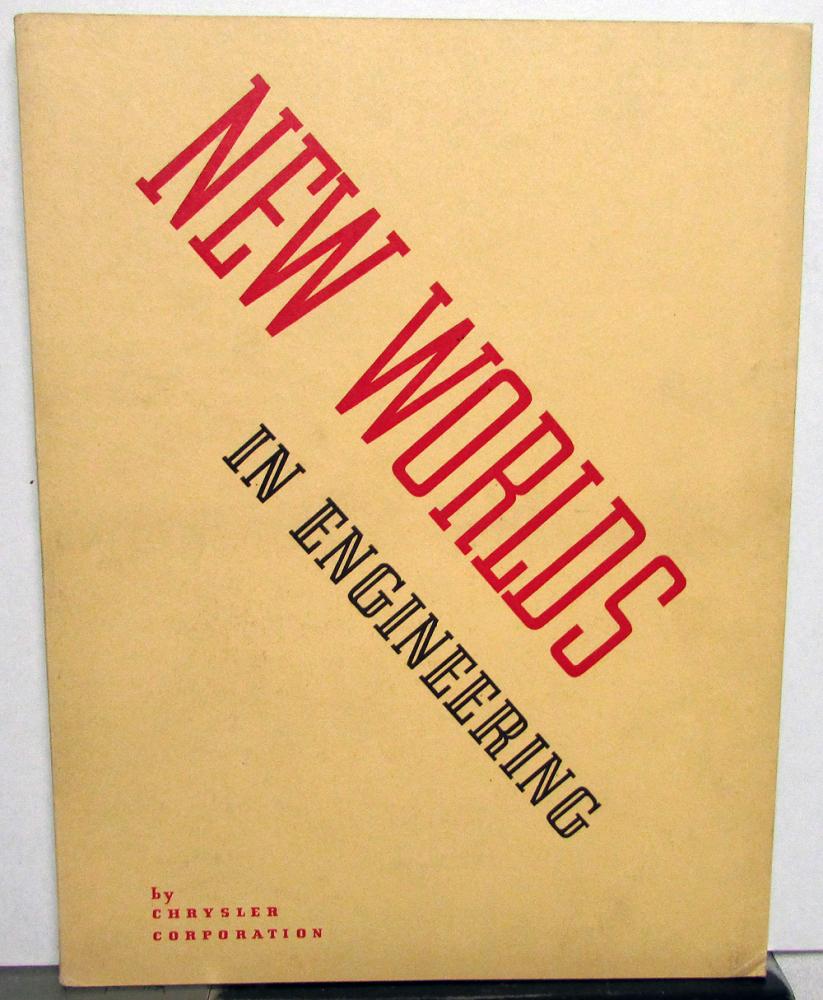 NEW WORLDS
IN ENGINEERING
by
CHRYSLER
CORPORATION